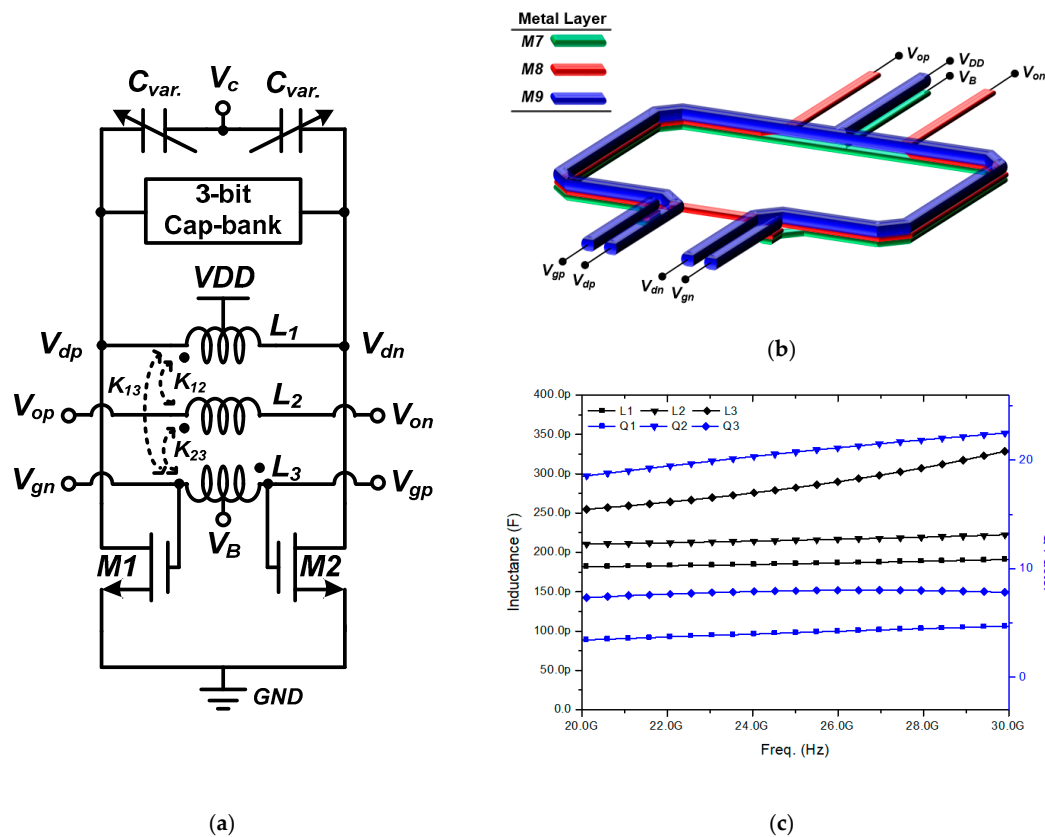 Metal Layer
M7
M8
M9
Vop
VDD
VB
Von
Vgp
Vdp
Vdn
Vgn
(b)
Cvar.
Vc
Cvar.
3-bit
Cap-bank
VDD
Vdp
L1
Vdn
K13
K12
Vop
L2
Von
K23
Vgn
L3
Vgp
VB
M1
M2
GND
(a)
L1 L2 L3
Q1 Q2 Q3
400.0p
350.0p
300.0p
250.0p
200.0p
150.0p
100.0p
50.0p
0.0
Inductance (F)
20
10
0
20.0G 22.0G 24.0G 26.0G 28.0G 30.0G
Freq. (Hz)
(c)